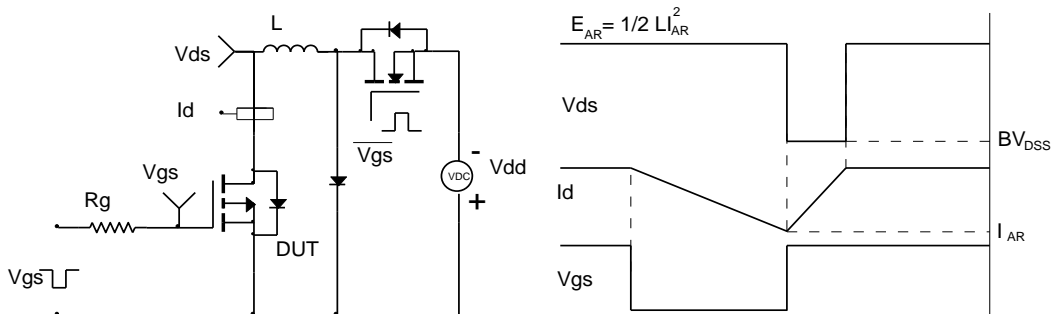 L
Vds
Id
Vgs
Vgs
Rg
DUT
Vgs
-
VDC
+
Vdd
E_AR = 1/2 LI_AR^2
Vds
BV_DSS
Id
I_AR
Vgs